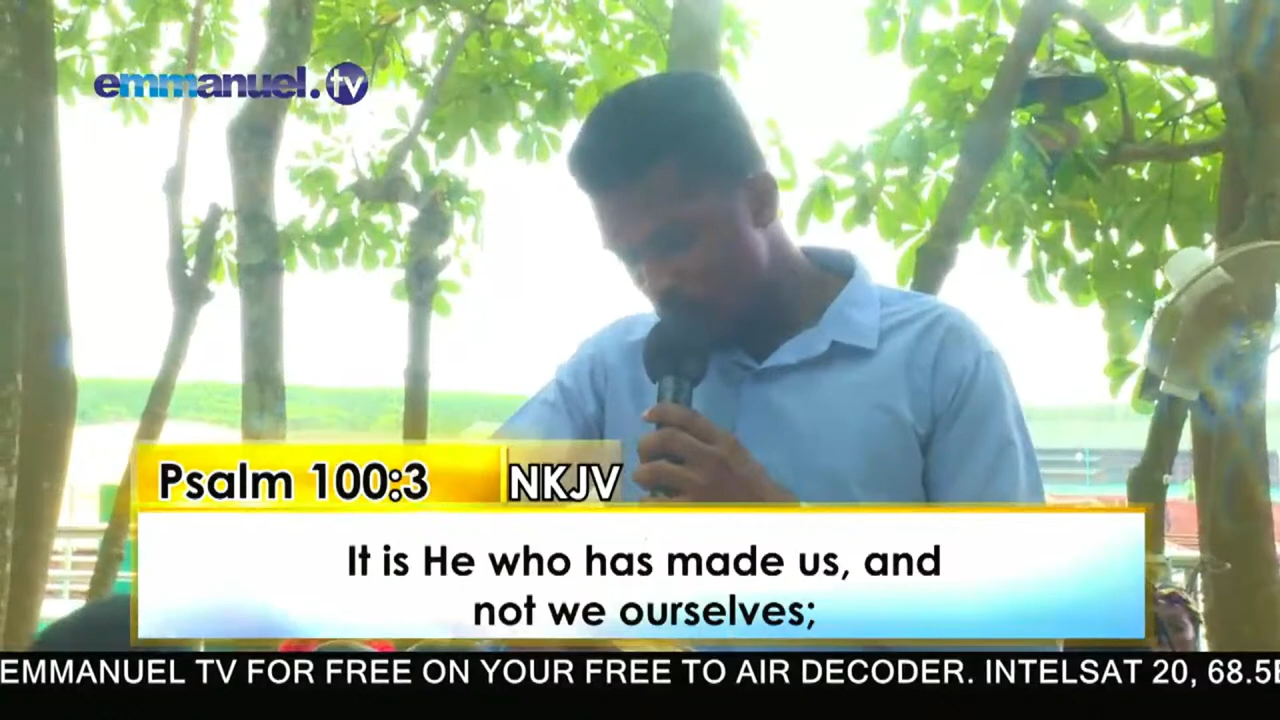 emmanuel.tv
Psalm 100:3 NKJV
It is He who has made us, and
not we ourselves;
EMMANUEL TV FOR FREE ON YOUR FREE TO AIR DECODER. INTELSAT 20, 68.5E